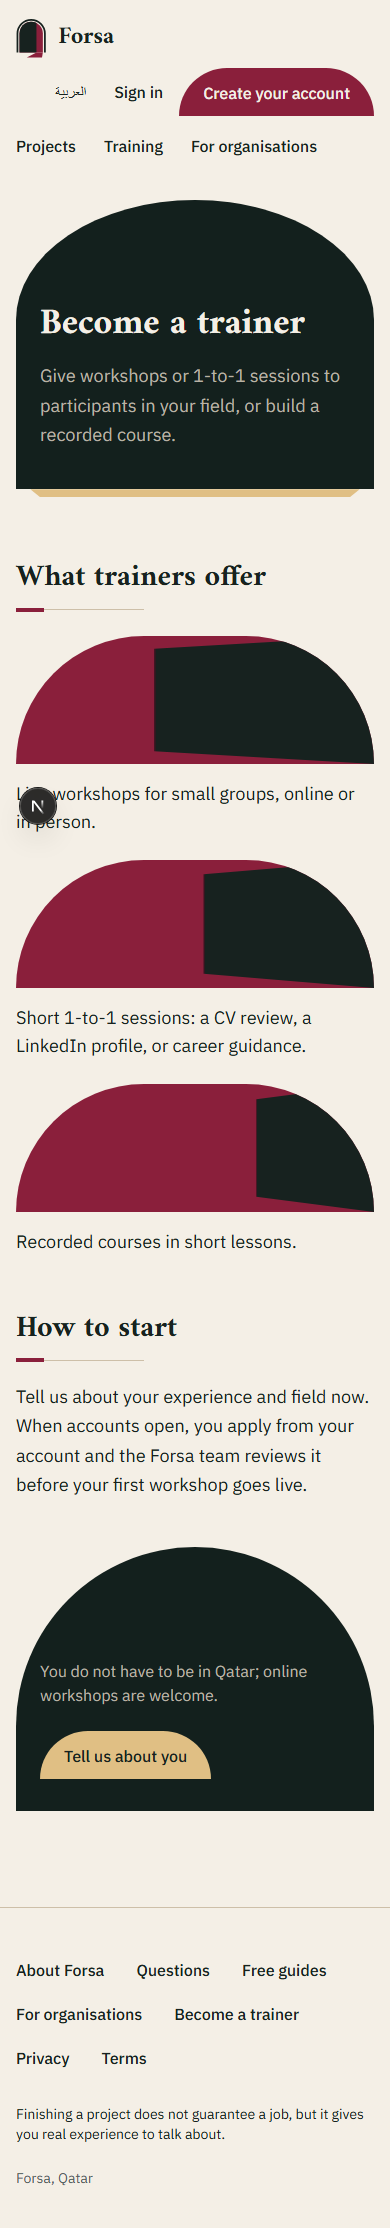 Forsa
العربية
Sign in
Create your account
Projects
Training
For organisations
Become a trainer
Give workshops or 1-to-1 sessions to
participants in your field, or build a
recorded course.
What trainers offer
workshops for small groups, online or
in person.
Short 1-to-1 sessions: a CV review, a
LinkedIn profile, or career guidance.
Recorded courses in short lessons.
How to start
Tell us about your experience and field now.
When accounts open, you apply from your
account and the Forsa team reviews it
before your first workshop goes live.
You do not have to be in Qatar; online
workshops are welcome.
Tell us about you
About Forsa
Questions
Free guides
For organisations
Become a trainer
Privacy
Terms
Finishing a project does not guarantee a job, but it gives
you real experience to talk about.
Forsa, Qatar